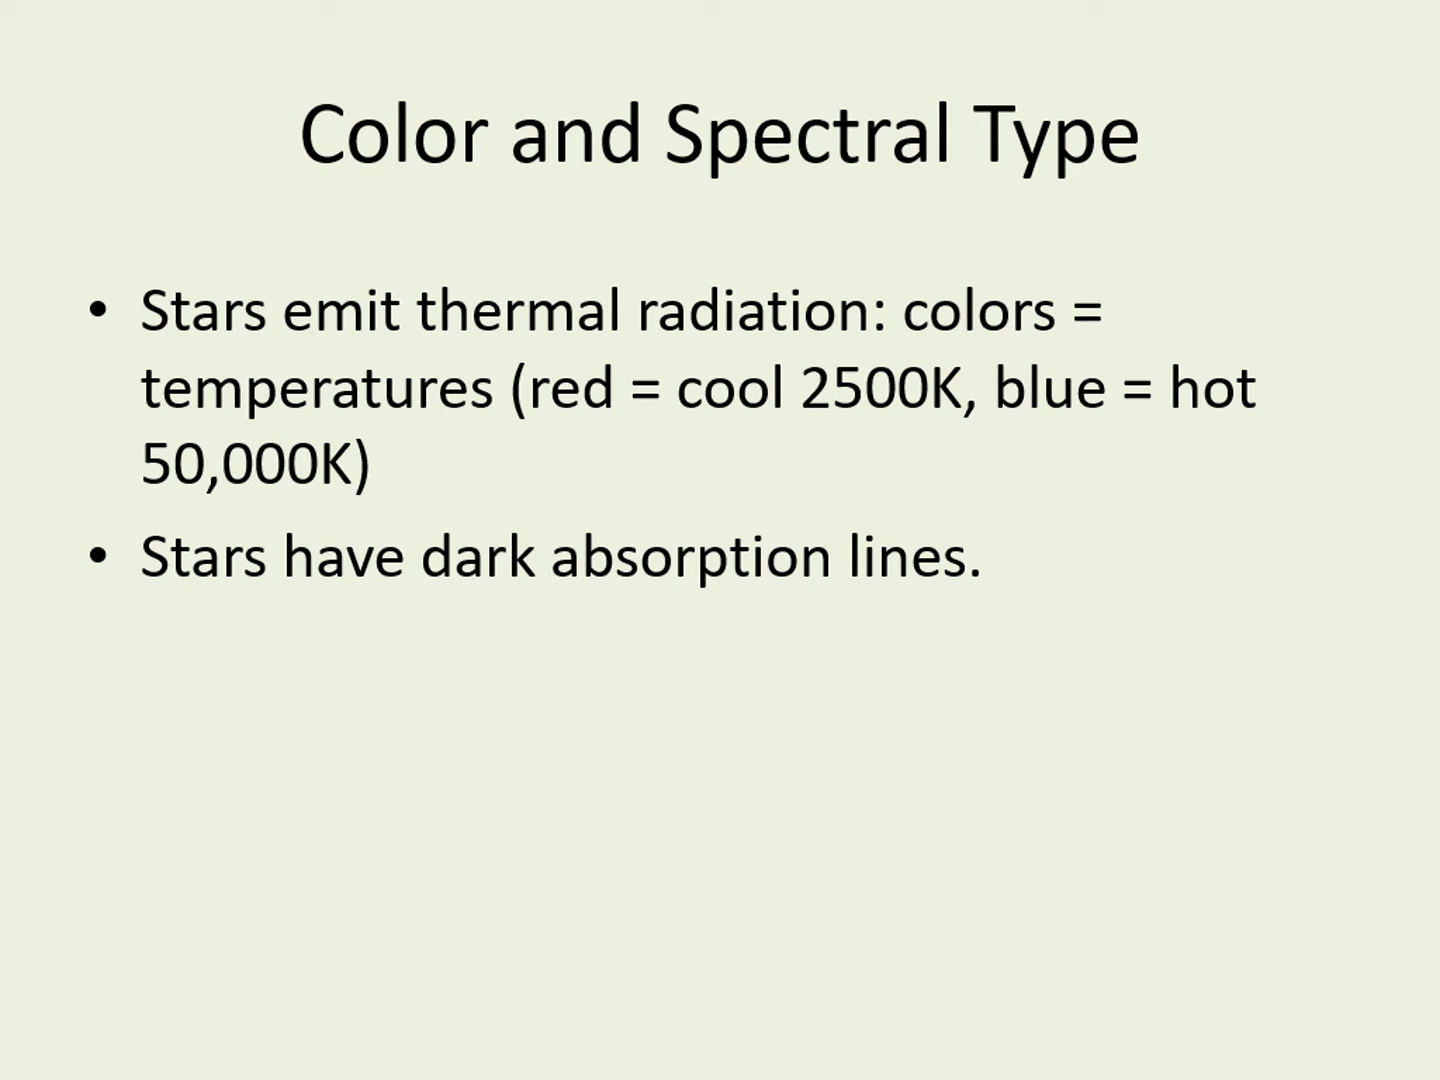 Color and Spectral Type
• Stars emit thermal radiation: colors =
temperatures (red = cool 2500K, blue = hot
50,000K)
• Stars have dark absorption lines.